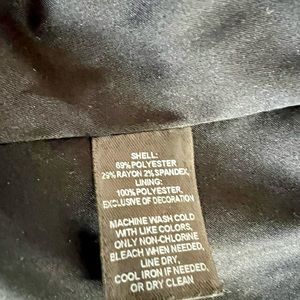 SHELL:
69% POLYESTER
29% RAYON 2% SPANDEX,
LINING:
100% POLYESTER,
EXCLUSIVE OF DECORATION
MACHINE WASH COLD
WITH LIKE COLORS,
ONLY NON-CHLORINE
BLEACH WHEN NEEDED,
LINE DRY,
COOL IRON IF NEEDED,
OR DRY CLEAN